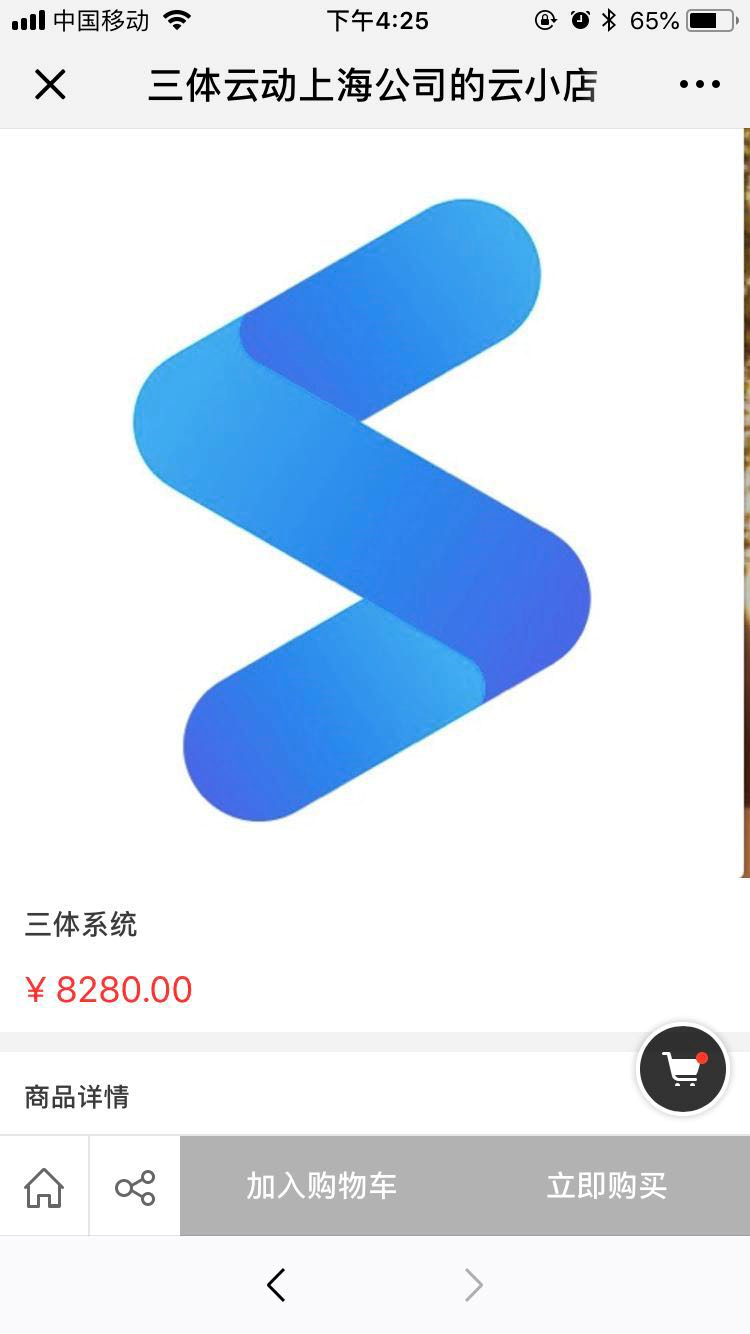 中国移动 下午4:25 65%
三体云动上海公司的云小店
三体系统
¥ 8280.00
商品详情
加入购物车 立即购买